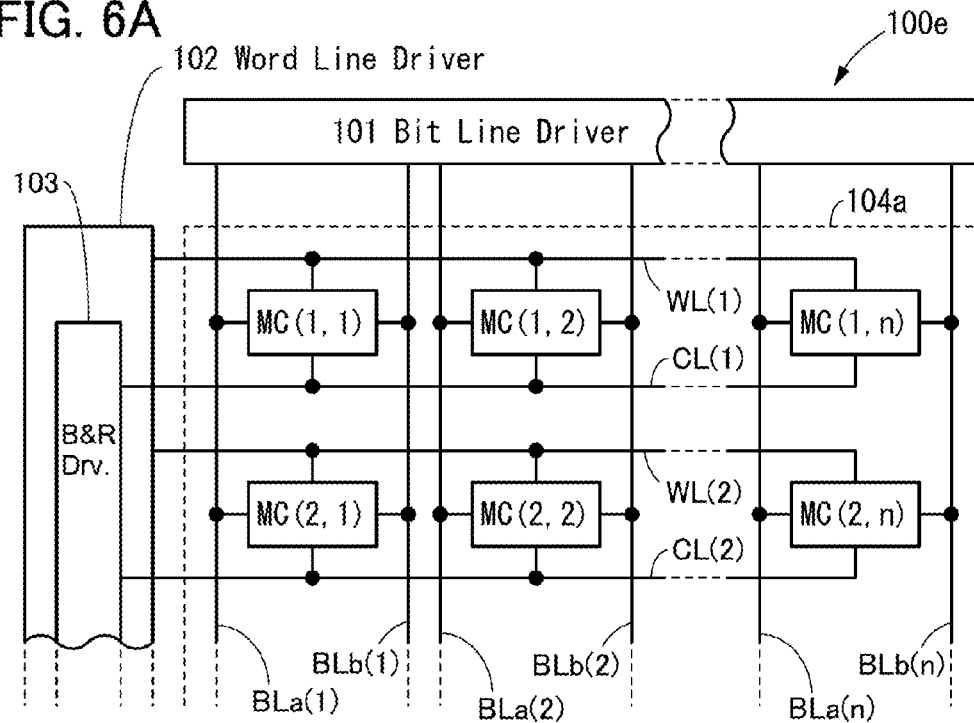 FIG. 6A
100e
102 Word Line Driver
101 Bit Line Driver
103
104a
WL(1)
MC(1, 1)
MC(1, 2)
MC(1, n)
CL(1)
B&R
Drv.
WL(2)
MC(2, 1)
MC(2, 2)
MC(2, n)
CL(2)
BLb(1)
BLb(2)
BLb(n)
BLa(1)
BLa(2)
BLa(n)